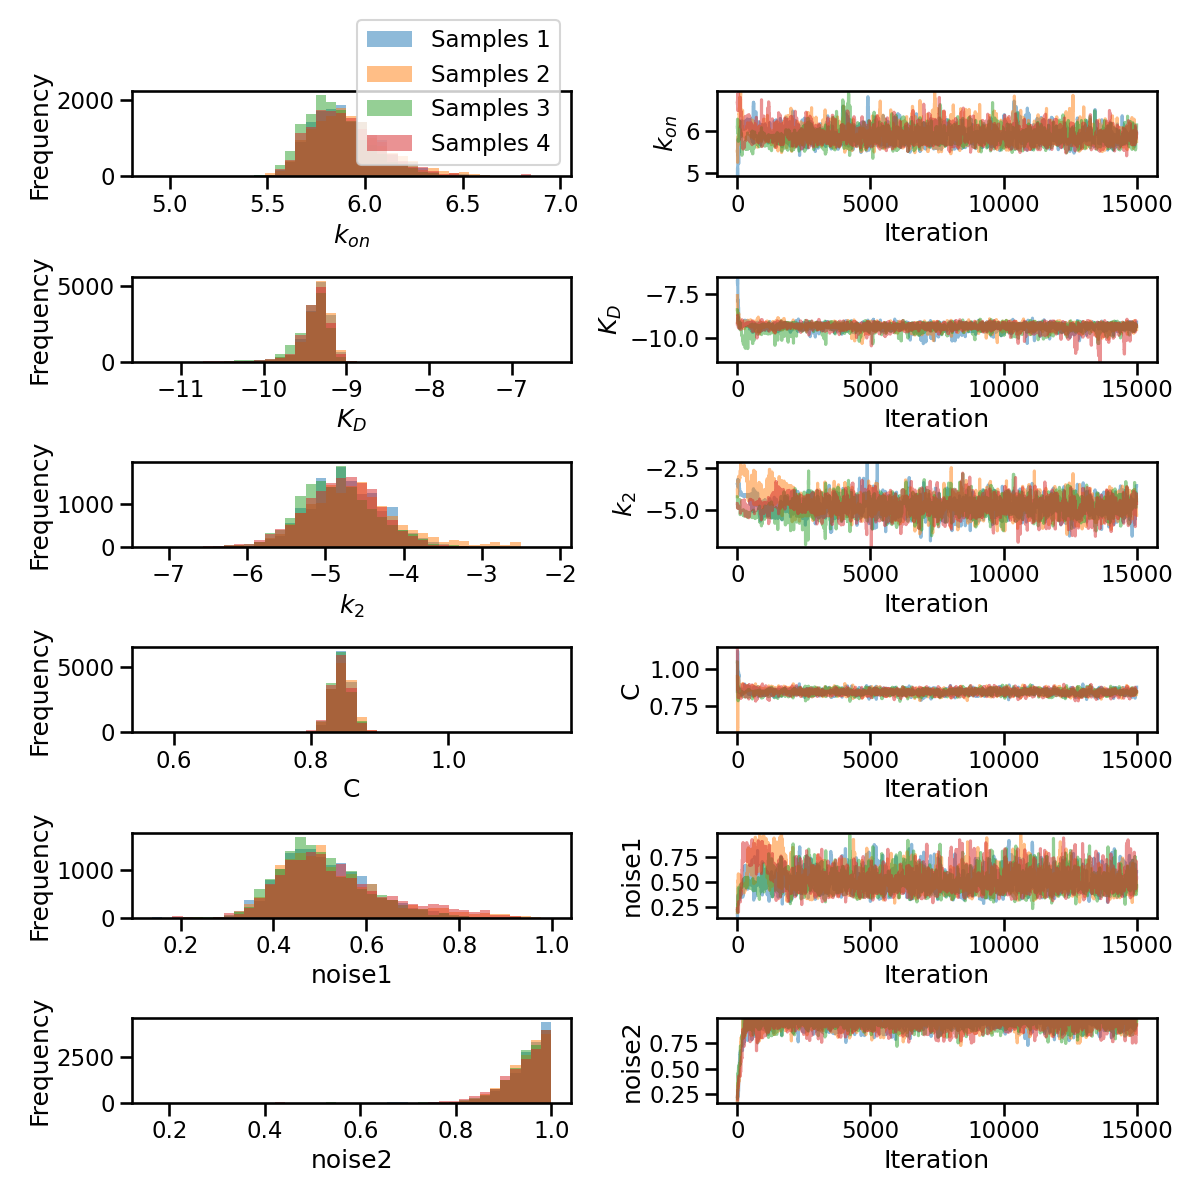 Samples 1
Samples 2
Samples 3
Samples 4
Frequency
2000
0
5.0 5.5 6.0 6.5 7.0
k_on
k_on
6
5
0 5000 10000 15000
Iteration
Frequency
5000
0
−11 −10 −9 −8 −7
K_D
K_D
−7.5
−10.0
0 5000 10000 15000
Iteration
Frequency
1000
0
−7 −6 −5 −4 −3 −2
k_2
k_2
−2.5
−5.0
0 5000 10000 15000
Iteration
Frequency
5000
0
0.6 0.8 1.0
C
C
1.00
0.75
0 5000 10000 15000
Iteration
Frequency
1000
0
0.2 0.4 0.6 0.8 1.0
noise1
noise1
0.75
0.50
0.25
0 5000 10000 15000
Iteration
Frequency
2500
0
0.2 0.4 0.6 0.8 1.0
noise2
noise2
0.75
0.50
0.25
0 5000 10000 15000
Iteration